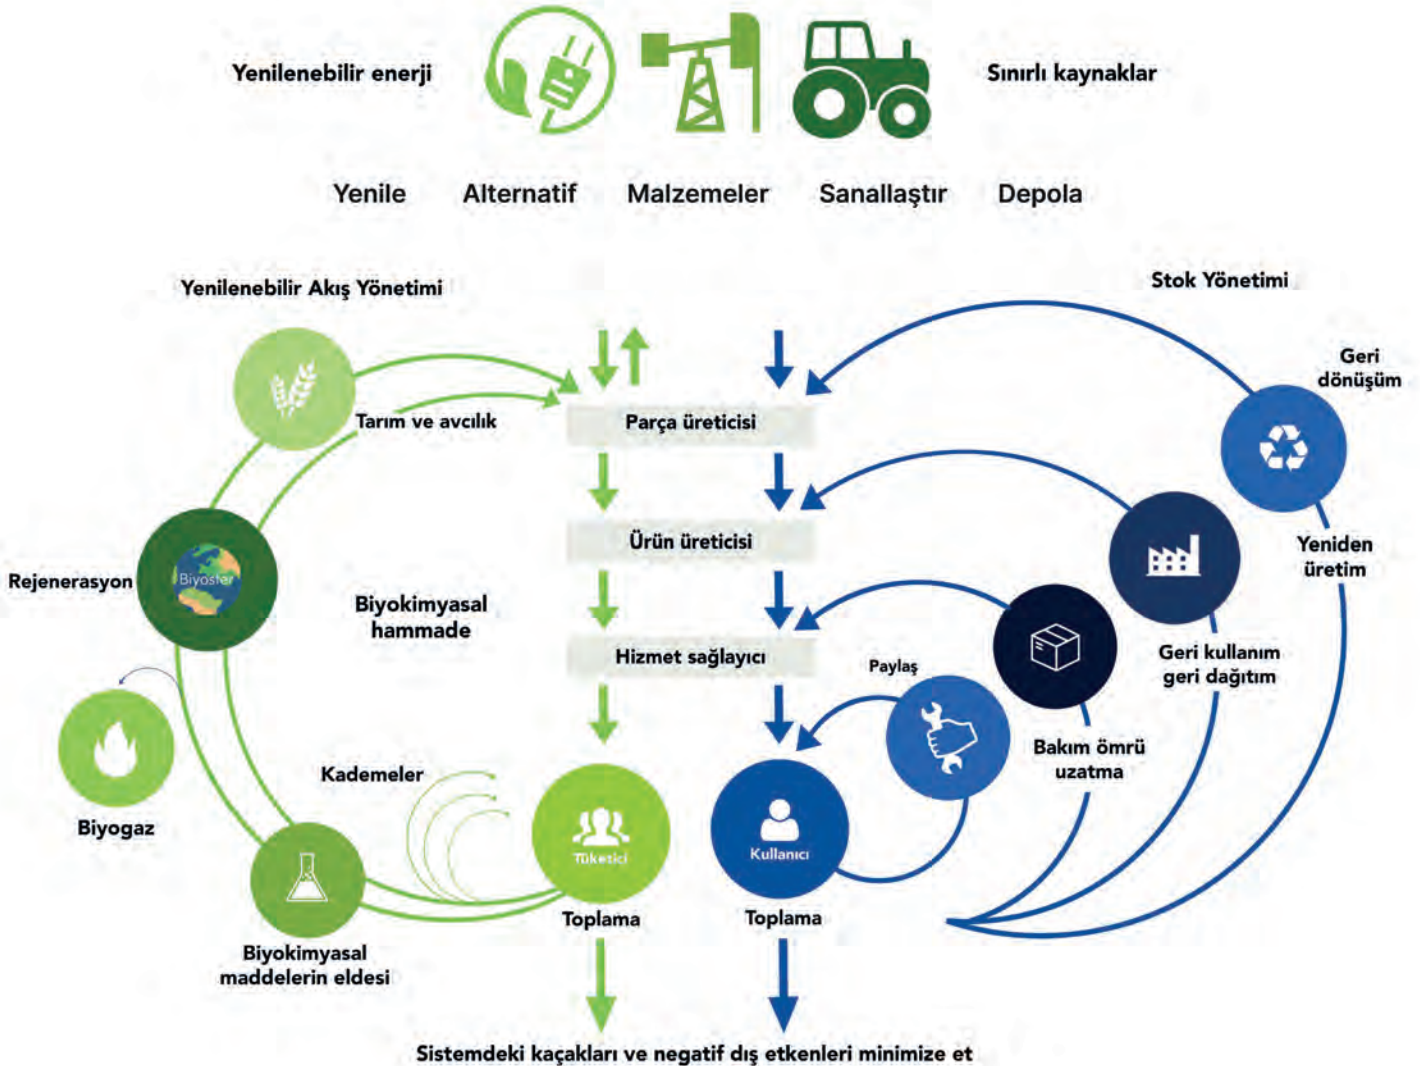 Yenilenebilir enerji
Sınırlı kaynaklar
Yenile Alternatif Malzemeler Sanallaştır Depola
Yenilenebilir Akış Yönetimi
Stok Yönetimi
Geri
dönüşüm
Tarım ve avcılık
Parça üreticisi
Ürün üreticisi
Yeniden
üretim
Rejenerasyon
Biyosfer
Biyokimyasal
hammade
Hizmet sağlayıcı
Paylaş
Geri kullanım
geri dağıtım
Bakım ömrü
uzatma
Kademeler
Biyogaz
Tüketici
Kullanıcı
Toplama
Toplama
Biyokimyasal
maddelerin eldesi
Sistemdeki kaçakları ve negatif dış etkenleri minimize et